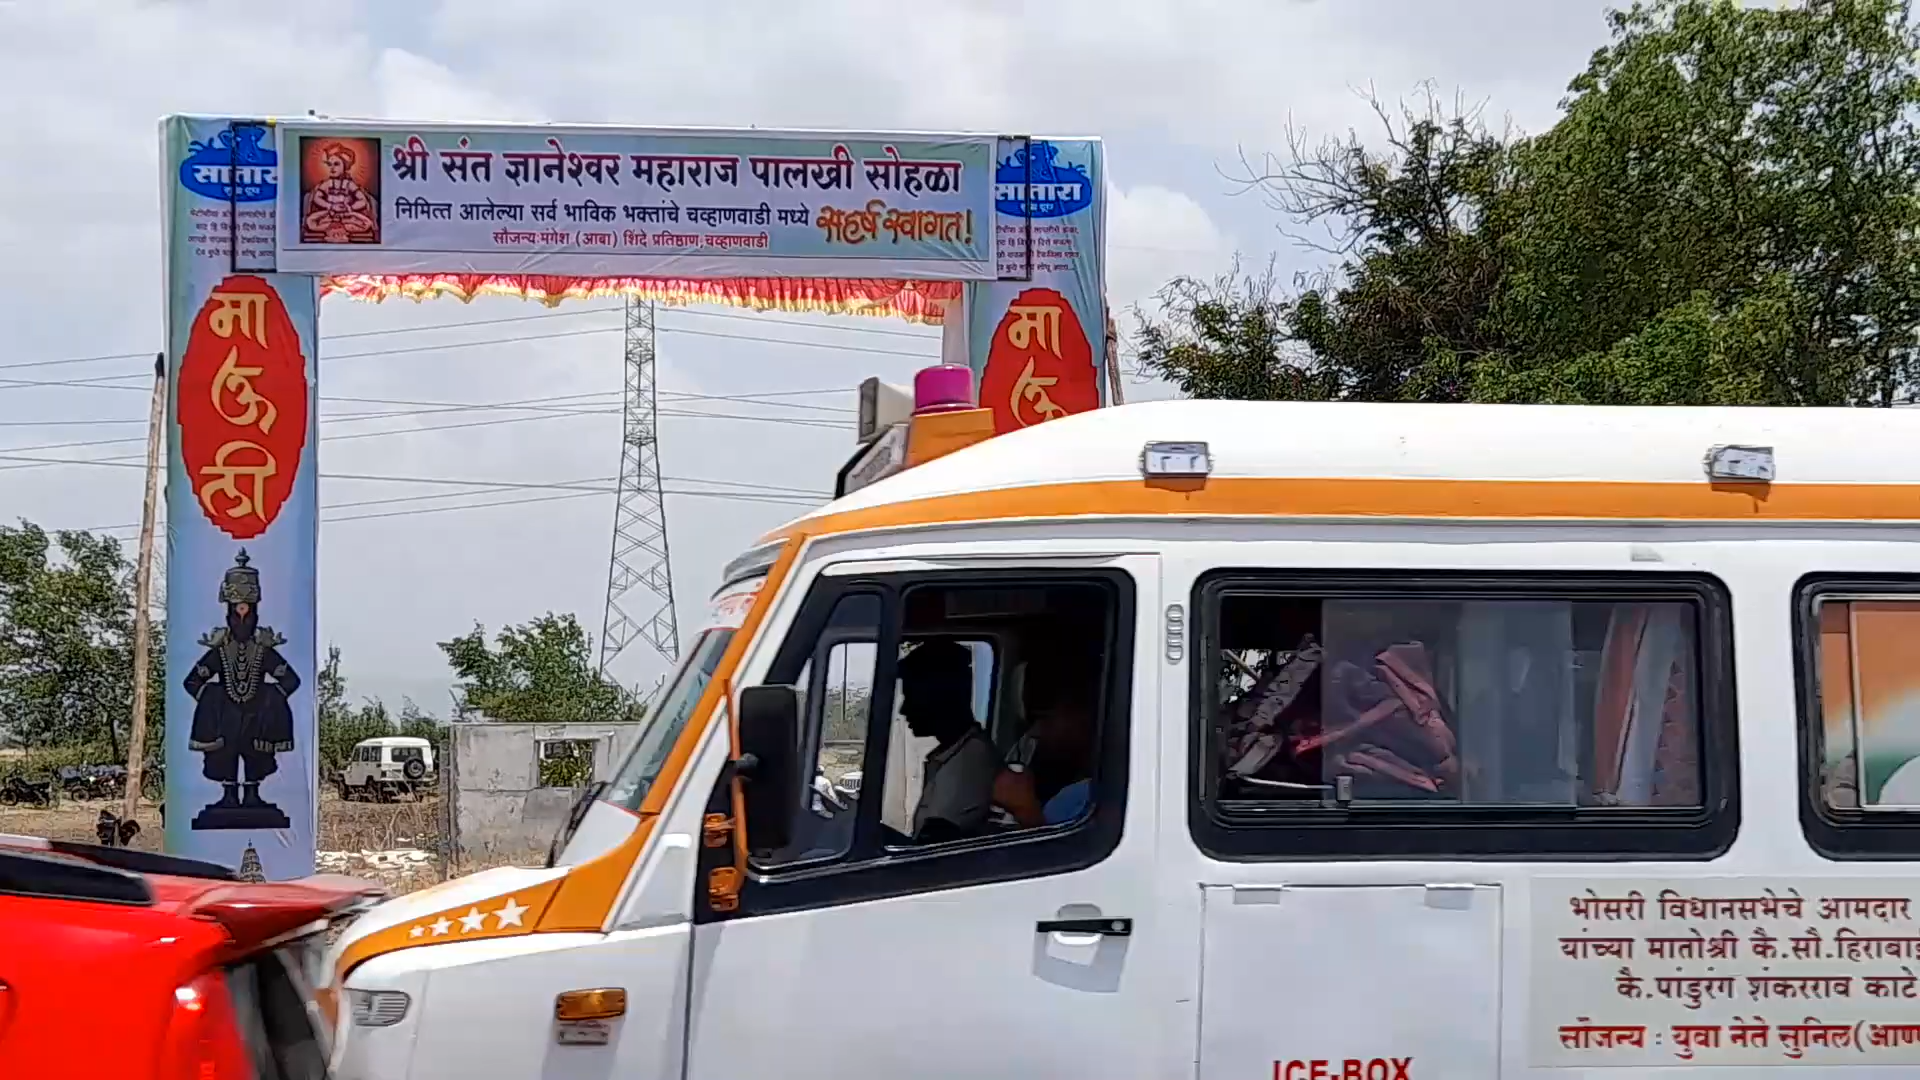 सातारा
श्री संत ज्ञानेश्वर महाराज पालखी सोहळा
निमित्त आलेल्या सर्व भाविक भक्तांचे चव्हाणवाडी मध्ये सहर्ष स्वागत!
सौजन्य:मंगेश (आबा) शिंदे प्रतिष्ठाण,चव्हाणवाडी
सातारा
मा
ऊ
ली
मा
ऊ
भोसरी विधानसभेचे आमदार
यांच्या मातोश्री कै.सौ.हिराबाई
कै.पांडुरंग शंकरराव काटे
सौजन्य : युवा नेते सुनिल
ICE-BOX